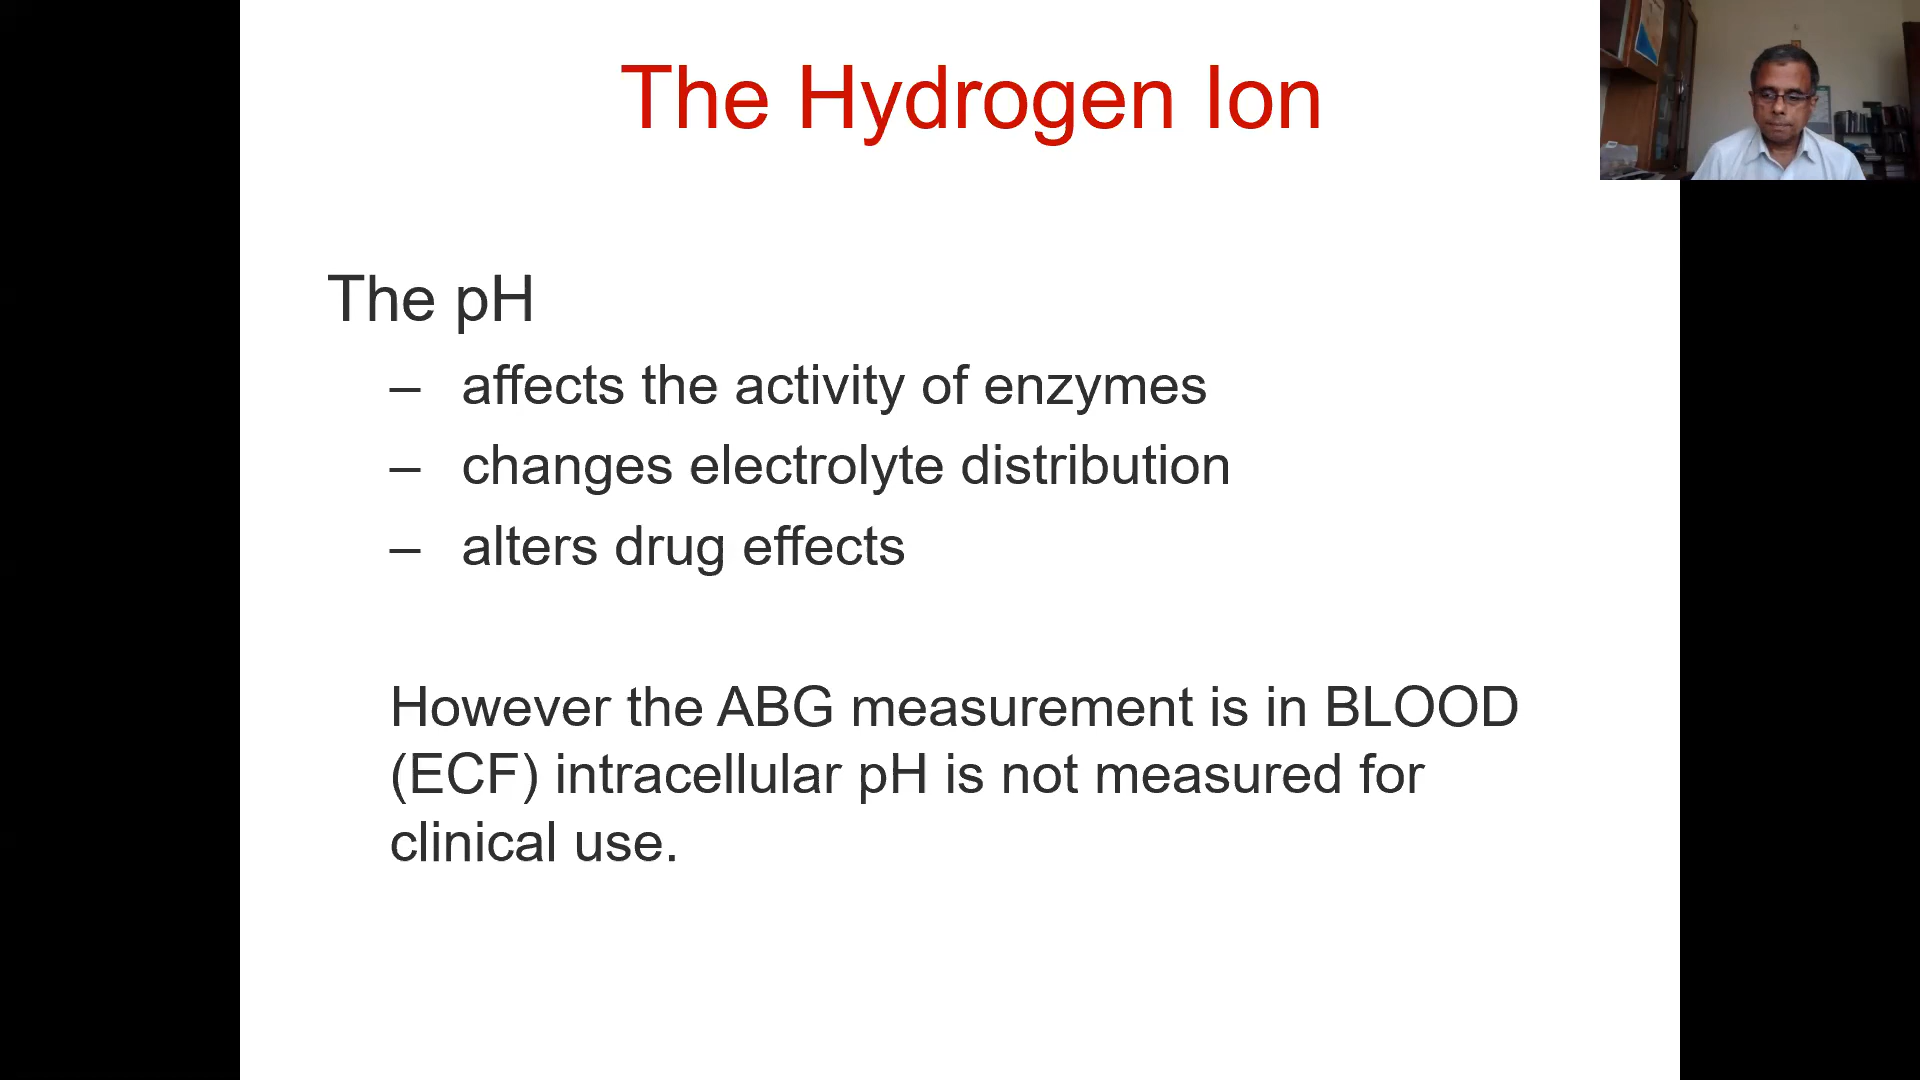 The Hydrogen Ion
The pH
– affects the activity of enzymes
– changes electrolyte distribution
– alters drug effects
However the ABG measurement is in BLOOD
(ECF) intracellular pH is not measured for
clinical use.